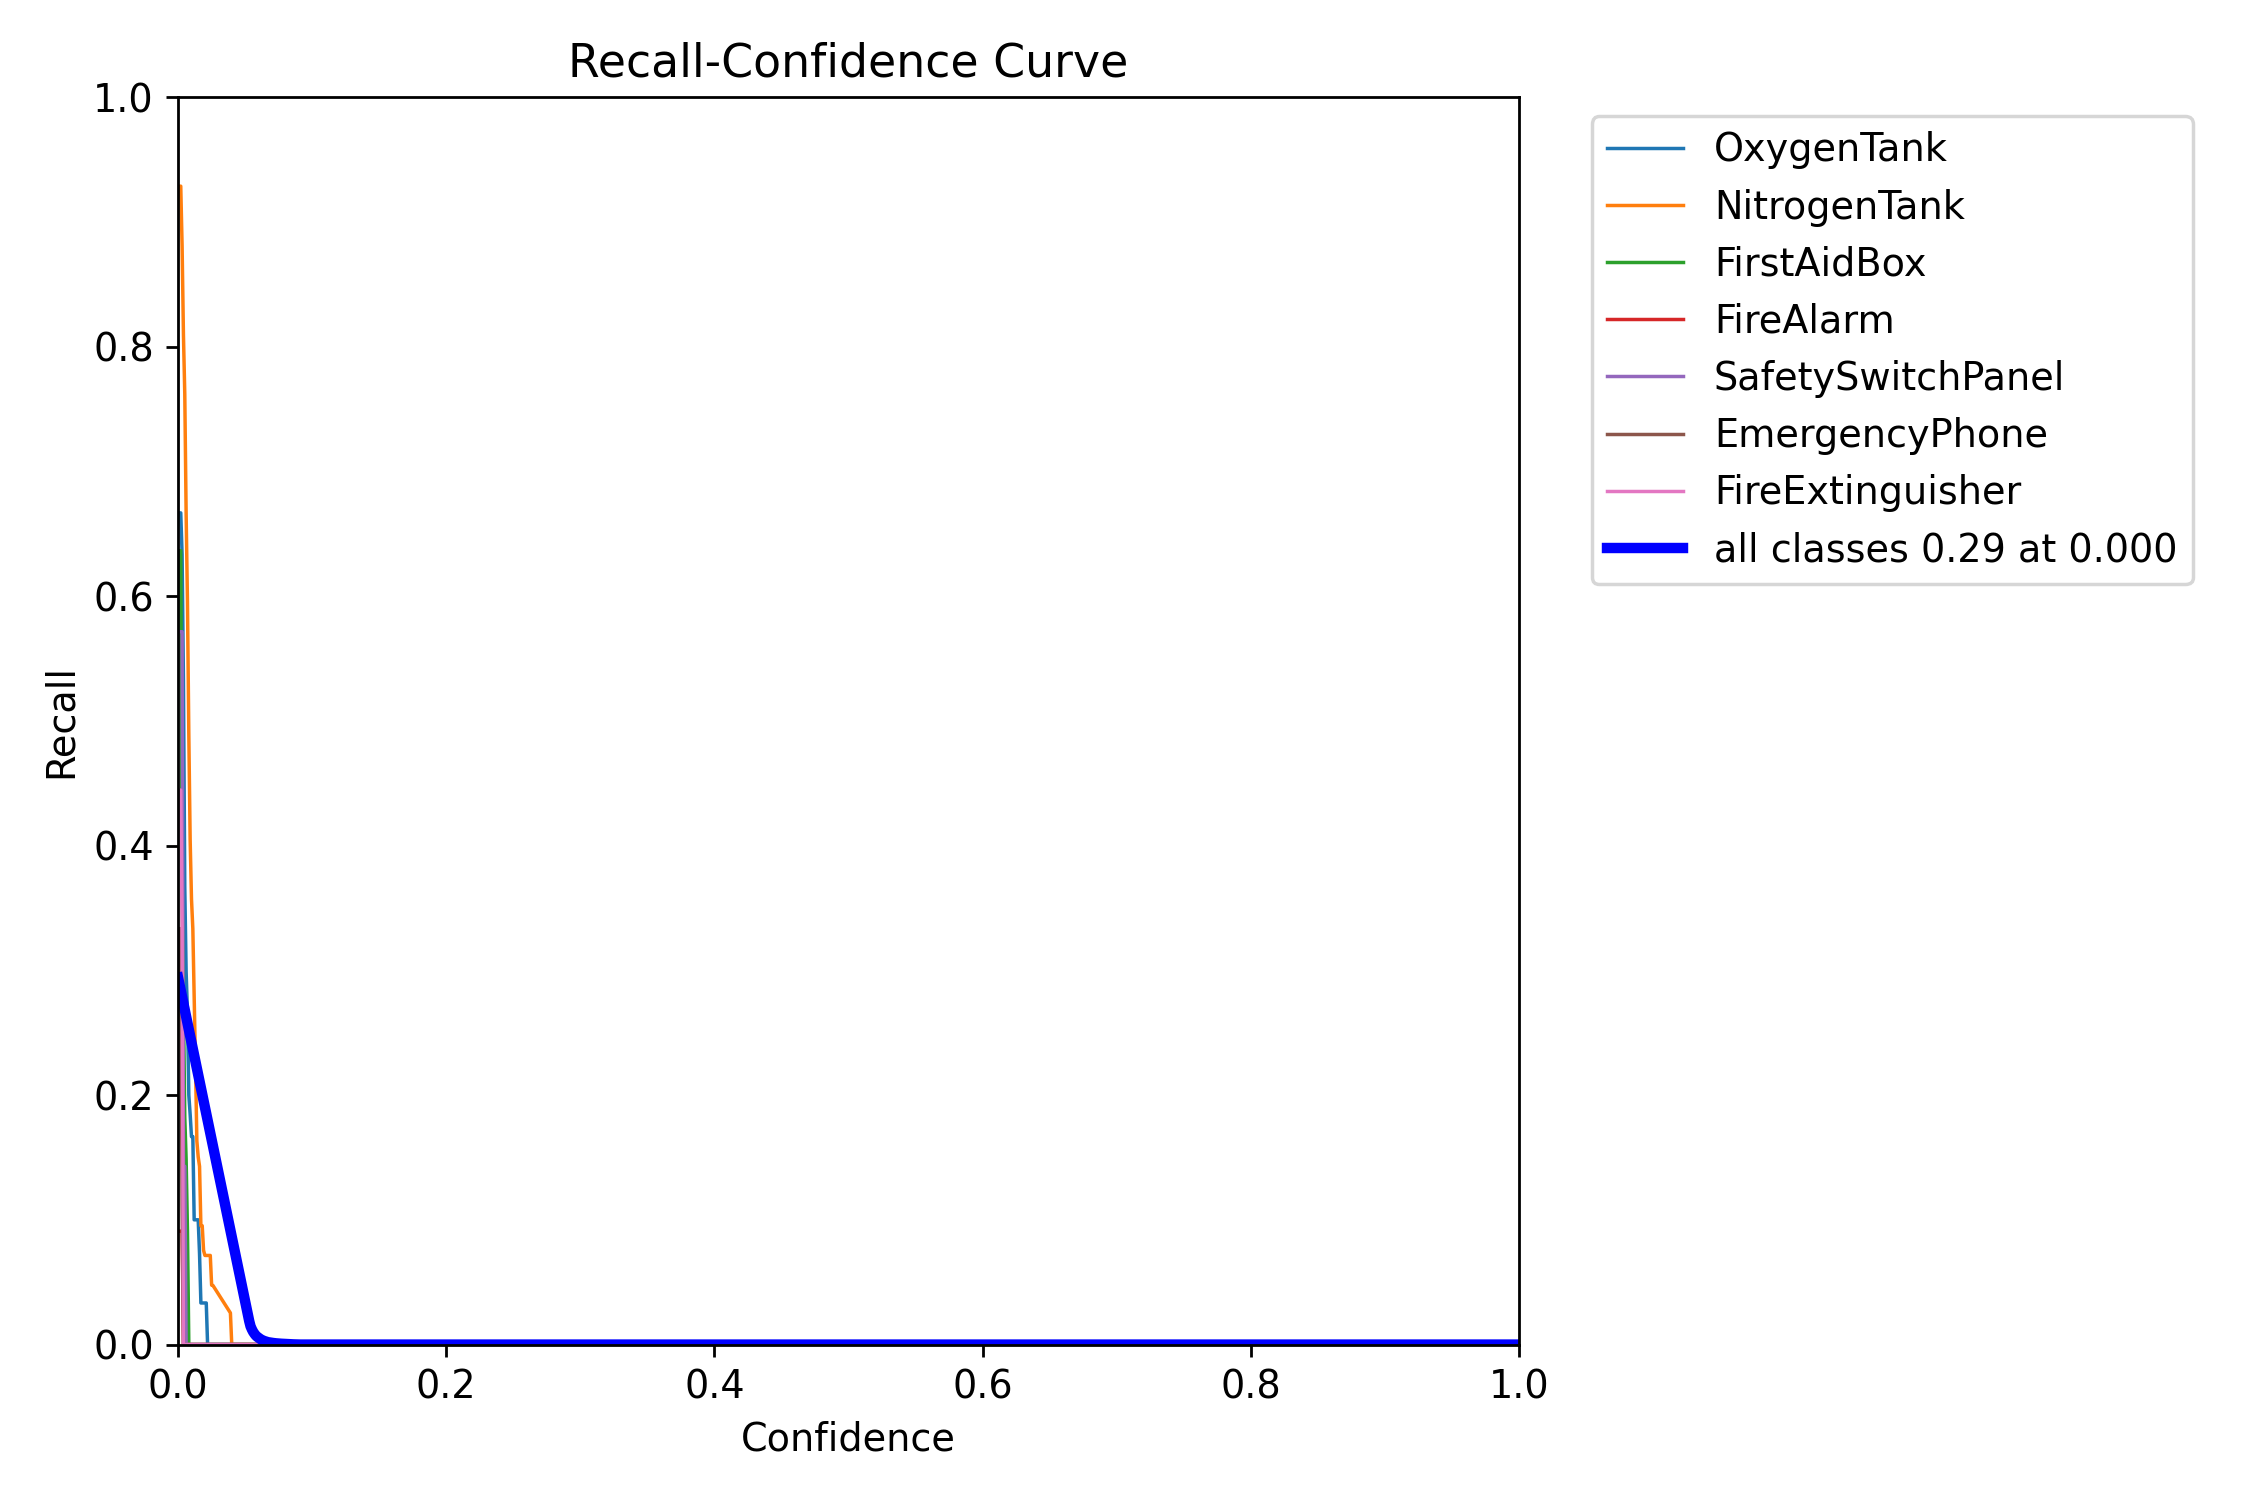 Recall-Confidence Curve
1.0
0.8
0.6
0.4
0.2
0.0
Recall
0.0 0.2 0.4 0.6 0.8 1.0
Confidence
OxygenTank
NitrogenTank
FirstAidBox
FireAlarm
SafetySwitchPanel
EmergencyPhone
FireExtinguisher
all classes 0.29 at 0.000